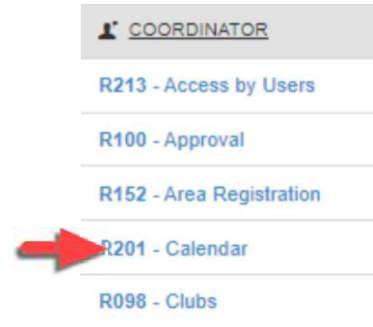 COORDINATOR
R213 - Access by Users
R100 - Approval
R152 - Area Registration
R201 - Calendar
R098 - Clubs